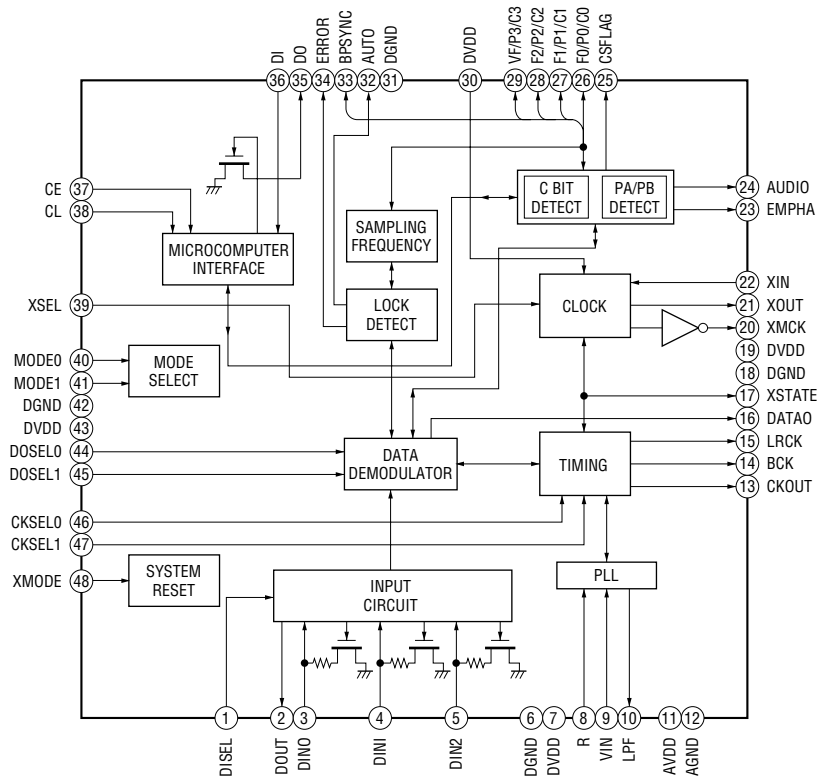 DI
DO
ERROR
BPSYNC
AUTO
DGND
DVDD
VF/P3/C3
F2/P2/C2
F1/P1/C1
F0/P0/C0
CSFLAG
36 35 34 33 32 31 30 29 28 27 26 25
CE 37
CL 38
XSEL 39
MODE0 40
MODE1 41
DGND 42
DVDD 43
DOSEL0 44
DOSEL1 45
CKSEL0 46
CKSEL1 47
XMODE 48
C BIT
DETECT
PA/PB
DETECT
SAMPLING
FREQUENCY
MICROCOMPUTER
INTERFACE
LOCK
DETECT
CLOCK
MODE
SELECT
DATA
DEMODULATOR
TIMING
SYSTEM
RESET
INPUT
CIRCUIT
PLL
24 AUDIO
23 EMPHA
22 XIN
21 XOUT
20 XMCK
19 DVDD
18 DGND
17 XSTATE
16 DATAO
15 LRCK
14 BCK
13 CKOUT
1 2 3 4 5 6 7 8 9 10 11 12
DISEL
DOUT
DINO
DINI
DIN2
DGND
DVDD
R
VIN
LPF
AVDD
AGND